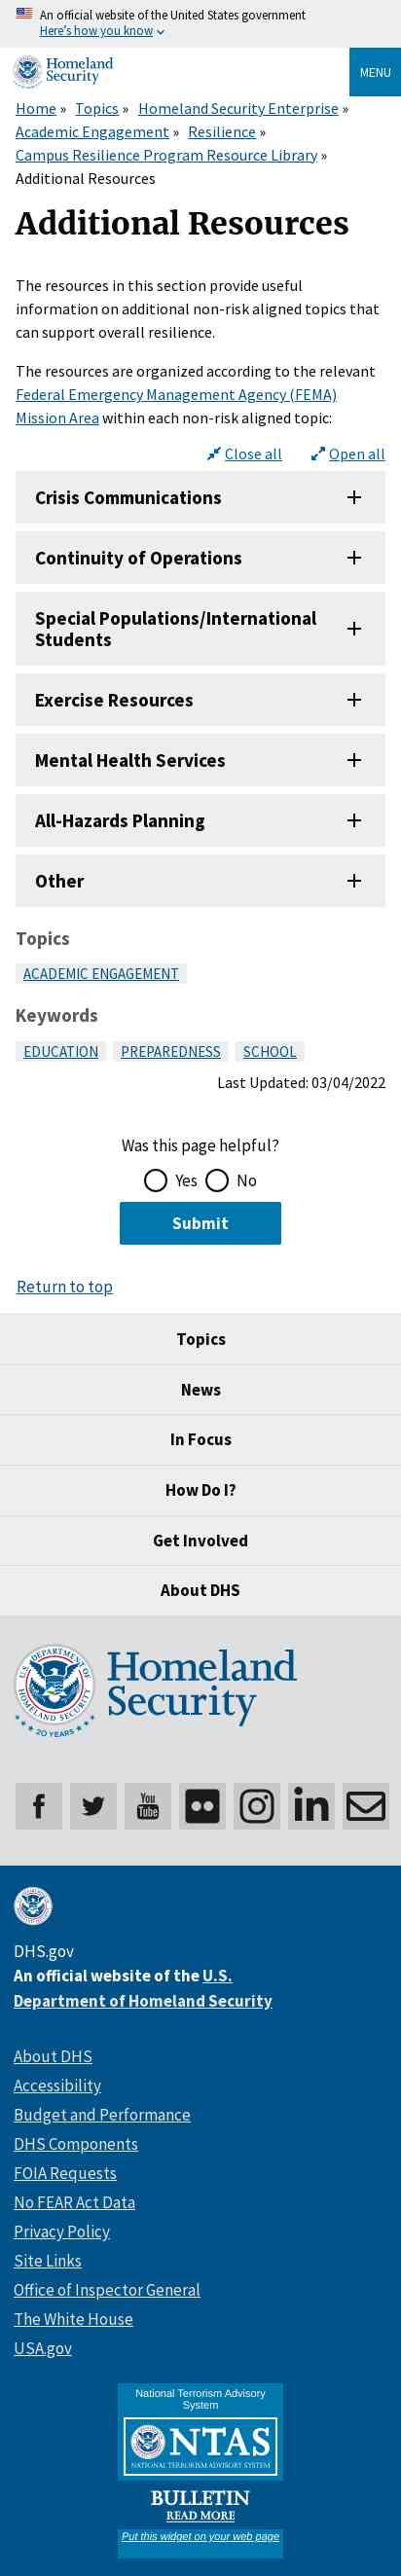 An official website of the United States government
Here's how you know
Homeland
Security
MENU
Home » Topics » Homeland Security Enterprise »
Academic Engagement » Resilience »
Campus Resilience Program Resource Library »
Additional Resources
Additional Resources
The resources in this section provide useful
information on additional non-risk aligned topics that
can support overall resilience.
The resources are organized according to the relevant
Federal Emergency Management Agency (FEMA)
Mission Area within each non-risk aligned topic:
Close all Open all
Crisis Communications
Continuity of Operations
Special Populations/International
Students
Exercise Resources
Mental Health Services
All-Hazards Planning
Other
Topics
ACADEMIC ENGAGEMENT
Keywords
EDUCATION PREPAREDNESS SCHOOL
Last Updated: 03/04/2022
Was this page helpful?
Yes No
Submit
Return to top
Topics
News
In Focus
How Do I?
Get Involved
About DHS
U.S. DEPARTMENT OF HOMELAND SECURITY
20 YEARS
Homeland
Security
You
Tube
DHS.gov
An official website of the U.S.
Department of Homeland Security
About DHS
Accessibility
Budget and Performance
DHS Components
FOIA Requests
No FEAR Act Data
Privacy Policy
Site Links
Office of Inspector General
The White House
USA.gov
National Terrorism Advisory
System
NTAS
NATIONAL TERRORISM ADVISORY SYSTEM
BULLETIN
READ MORE
Put this widget on your web page